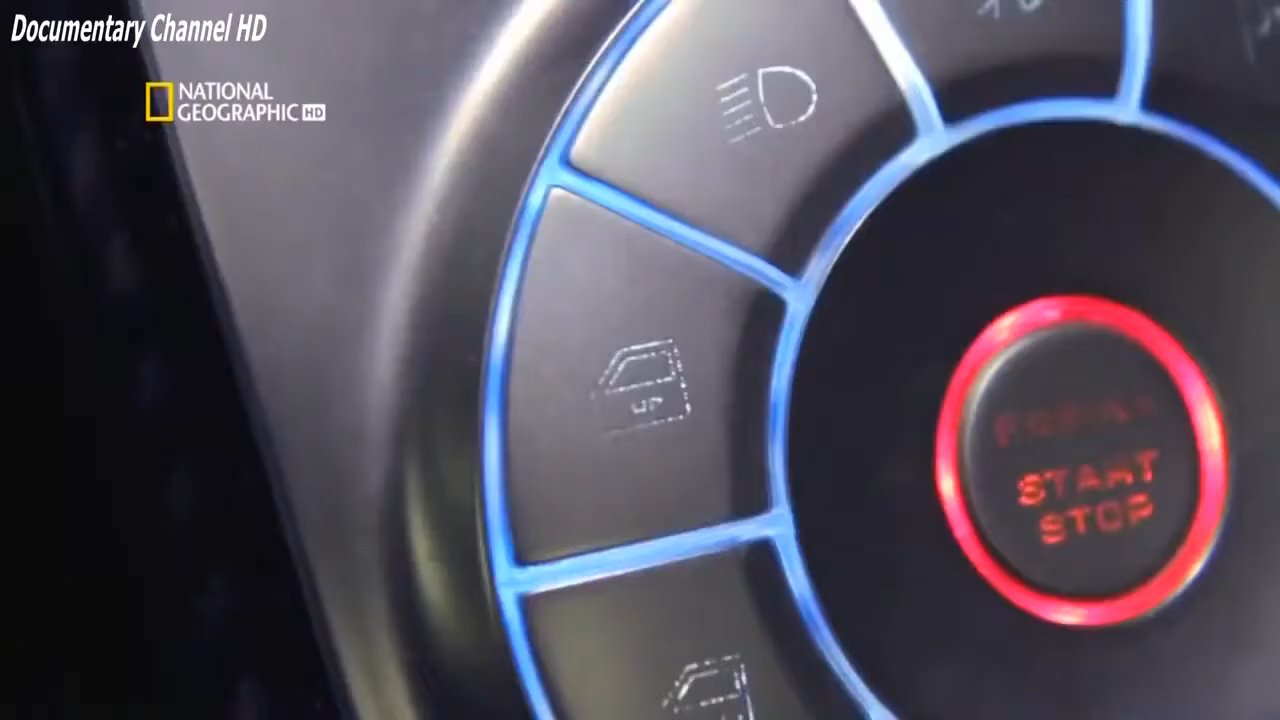 Documentary Channel HD
NATIONAL
GEOGRAPHIC HD
UP
START
STOP